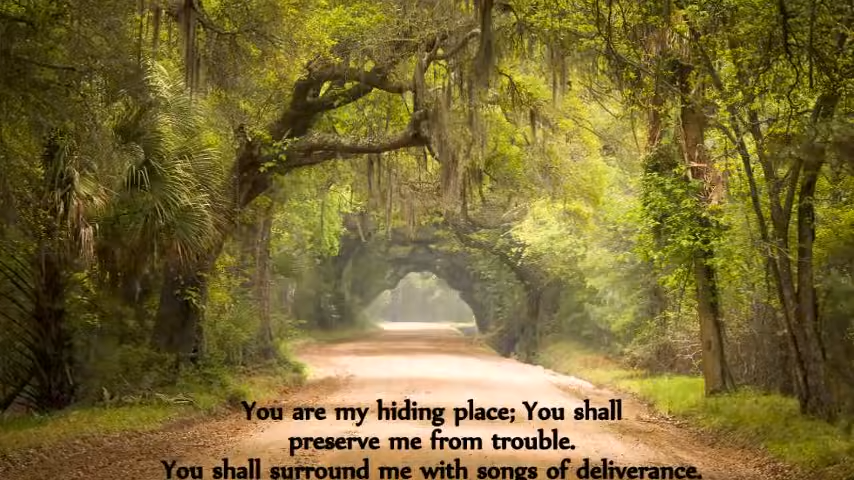 You are my hiding place; You shall
preserve me from trouble.
You shall surround me with songs of deliverance.